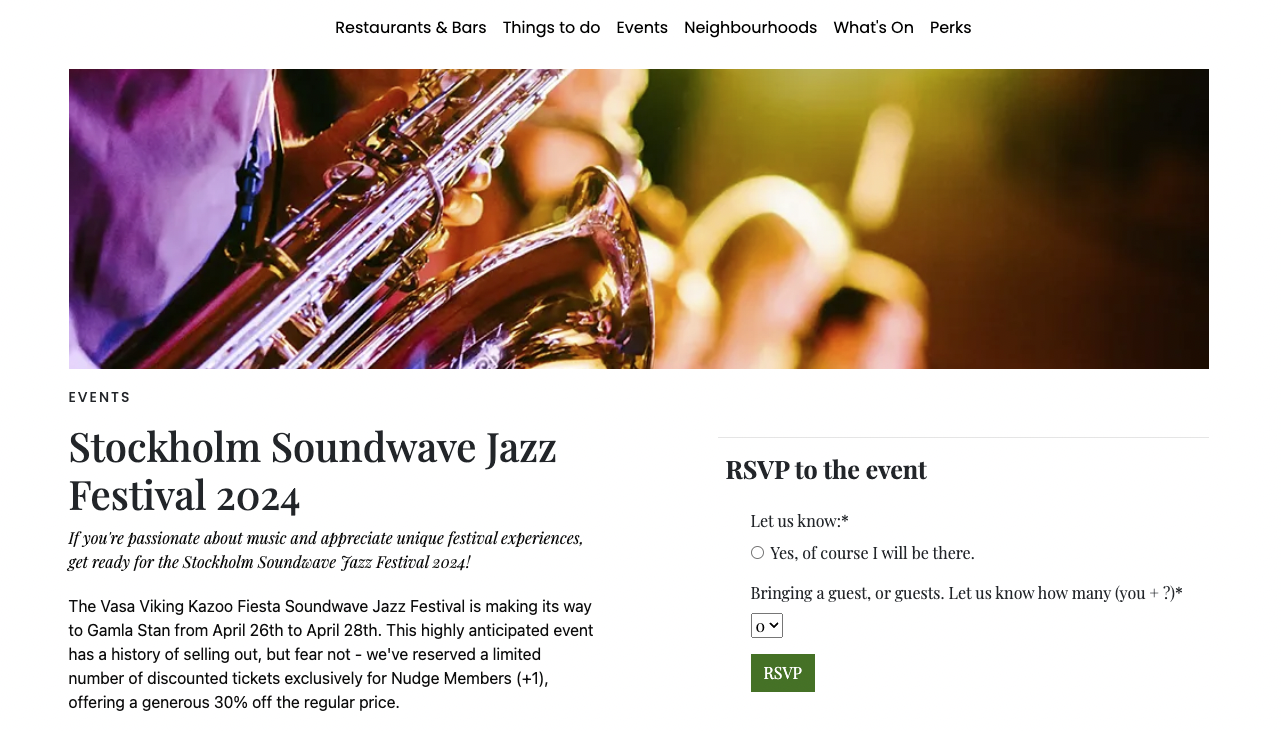 Restaurants & Bars Things to do Events Neighbourhoods What's On Perks
EVENTS
Stockholm Soundwave Jazz
Festival 2024
If you're passionate about music and appreciate unique festival experiences,
get ready for the Stockholm Soundwave Jazz Festival 2024!
The Vasa Viking Kazoo Fiesta Soundwave Jazz Festival is making its way
to Gamla Stan from April 26th to April 28th. This highly anticipated event
has a history of selling out, but fear not - we've reserved a limited
number of discounted tickets exclusively for Nudge Members (+1),
offering a generous 30% off the regular price.
RSVP to the event
Let us know:*
Yes, of course I will be there.
Bringing a guest, or guests. Let us know how many (you + ?)*
0
RSVP